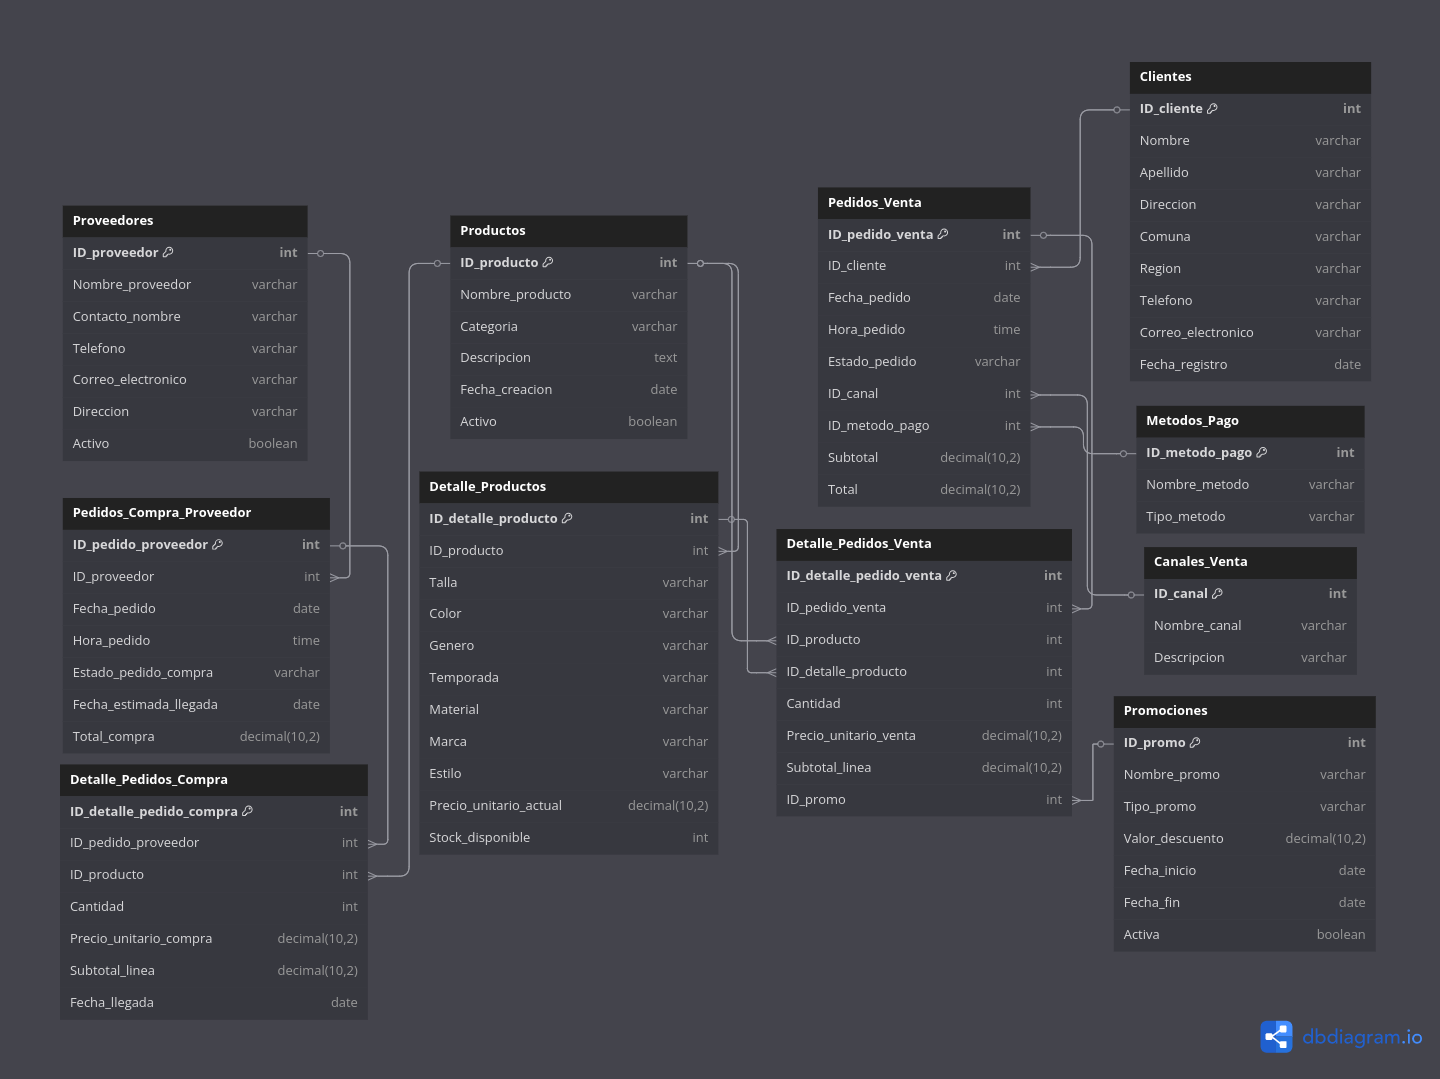 Proveedores
ID_proveedor int
Nombre_proveedor varchar
Contacto_nombre varchar
Telefono varchar
Correo_electronico varchar
Direccion varchar
Activo boolean
Pedidos_Compra_Proveedor
ID_pedido_proveedor int
ID_proveedor int
Fecha_pedido date
Hora_pedido time
Estado_pedido_compra varchar
Fecha_estimada_llegada date
Total_compra decimal(10,2)
Detalle_Pedidos_Compra
ID_detalle_pedido_compra int
ID_pedido_proveedor int
ID_producto int
Cantidad int
Precio_unitario_compra decimal(10,2)
Subtotal_linea decimal(10,2)
Fecha_llegada date
Productos
ID_producto int
Nombre_producto varchar
Categoria varchar
Descripcion text
Fecha_creacion date
Activo boolean
Detalle_Productos
ID_detalle_producto int
ID_producto int
Talla varchar
Color varchar
Genero varchar
Temporada varchar
Material varchar
Marca varchar
Estilo varchar
Precio_unitario_actual decimal(10,2)
Stock_disponible int
Pedidos_Venta
ID_pedido_venta int
ID_cliente int
Fecha_pedido date
Hora_pedido time
Estado_pedido varchar
ID_canal int
ID_metodo_pago int
Subtotal decimal(10,2)
Total decimal(10,2)
Detalle_Pedidos_Venta
ID_detalle_pedido_venta int
ID_pedido_venta int
ID_producto int
ID_detalle_producto int
Cantidad int
Precio_unitario_venta decimal(10,2)
Subtotal_linea decimal(10,2)
ID_promo int
Clientes
ID_cliente int
Nombre varchar
Apellido varchar
Direccion varchar
Comuna varchar
Region varchar
Telefono varchar
Correo_electronico varchar
Fecha_registro date
Metodos_Pago
ID_metodo_pago int
Nombre_metodo varchar
Tipo_metodo varchar
Canales_Venta
ID_canal int
Nombre_canal varchar
Descripcion varchar
Promociones
ID_promo int
Nombre_promo varchar
Tipo_promo varchar
Valor_descuento decimal(10,2)
Fecha_inicio date
Fecha_fin date
Activa boolean
dbdiagram.io